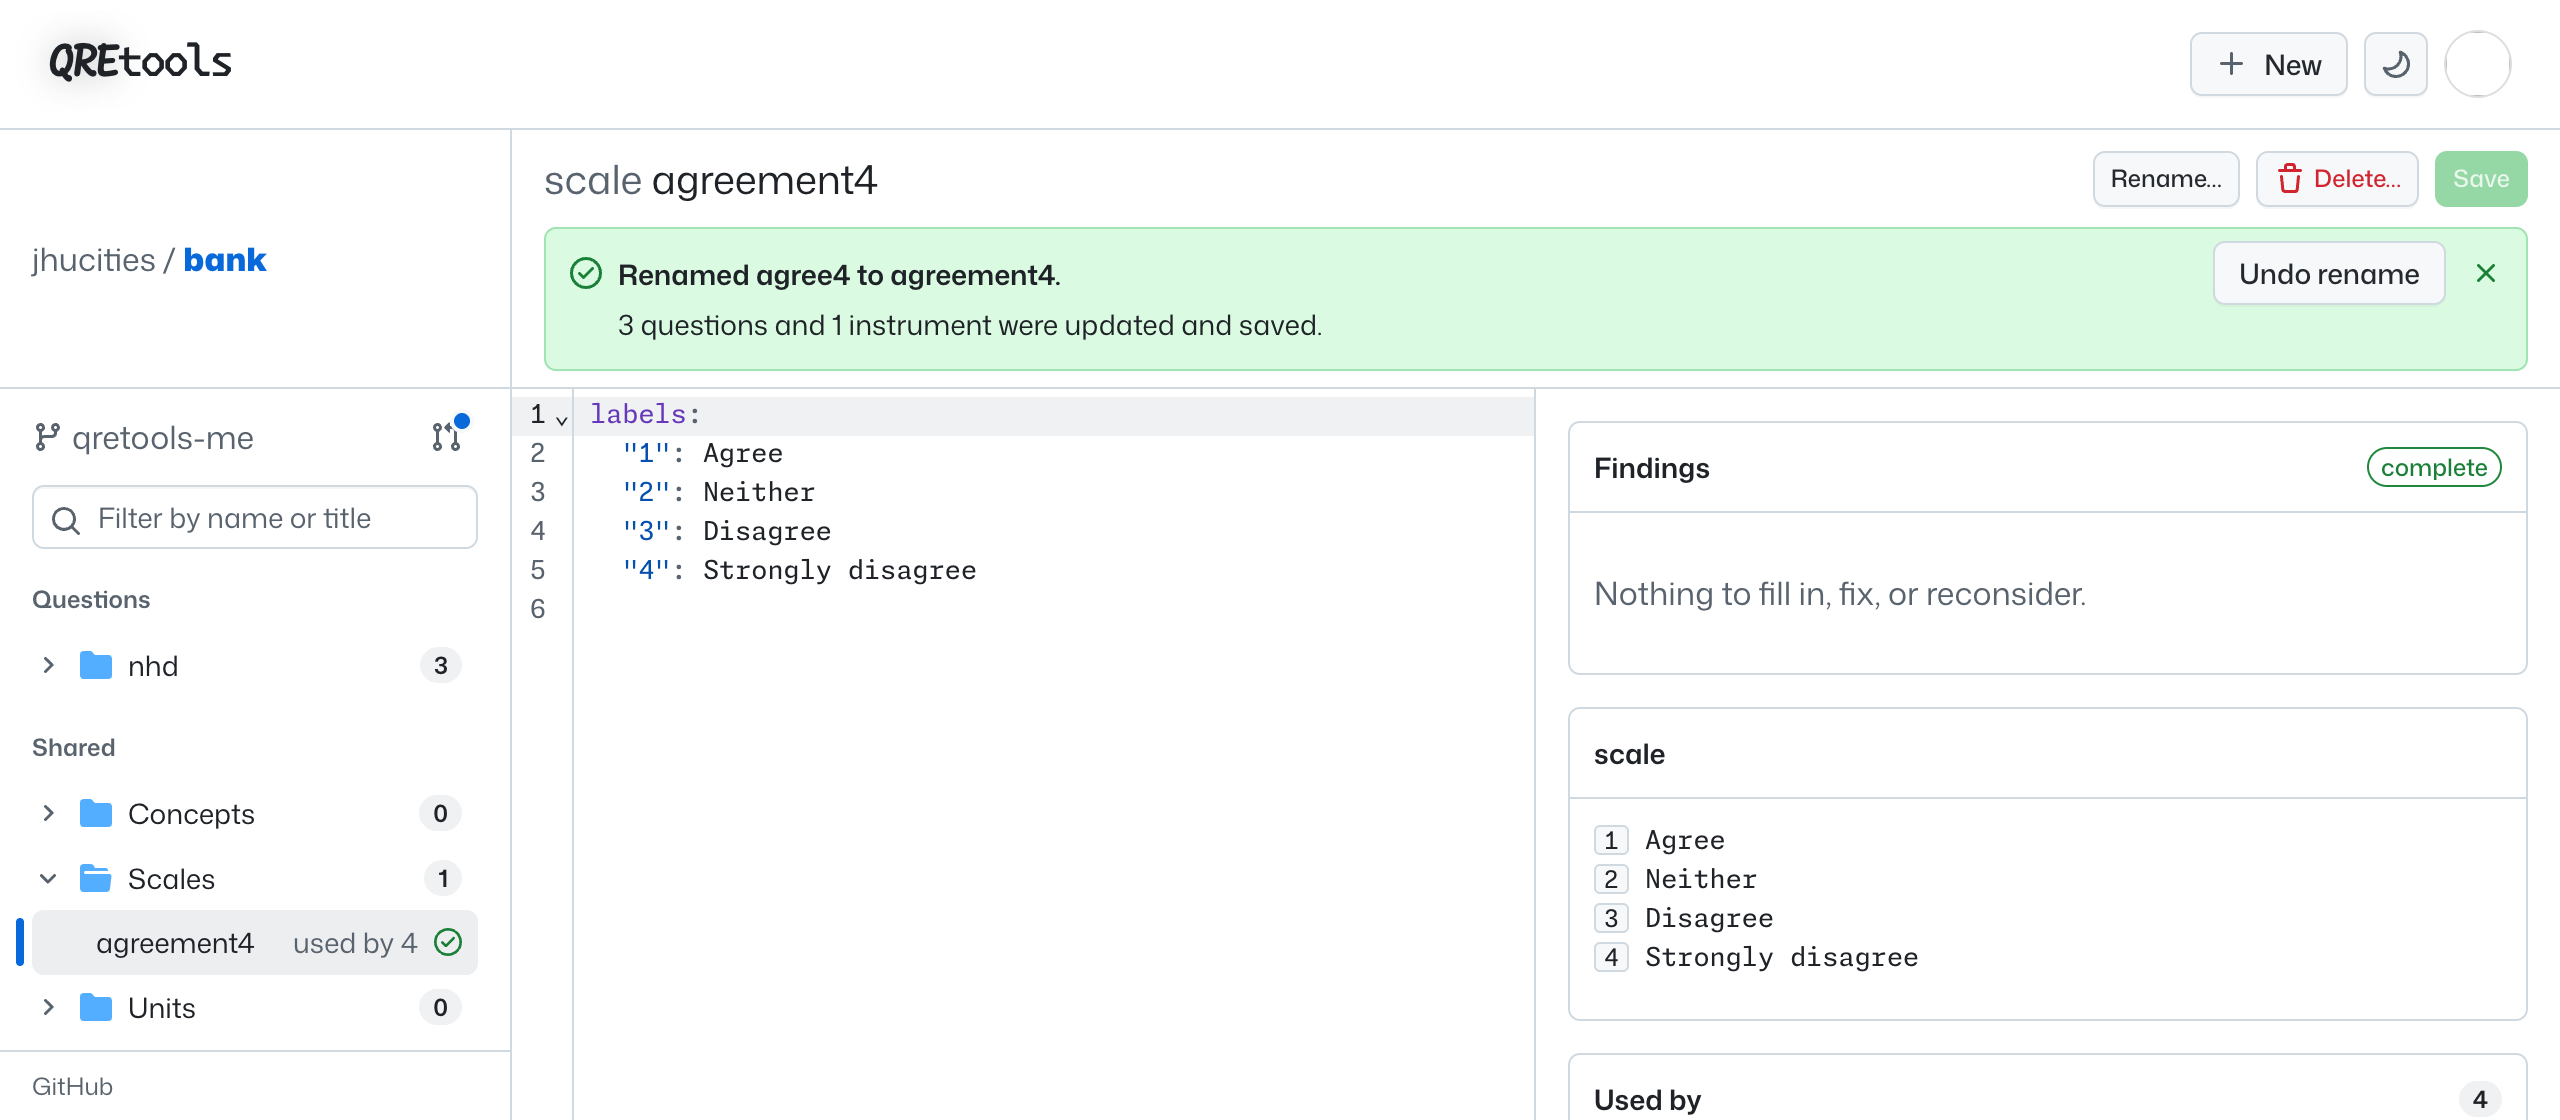 QREtools
New
jhucities / bank
scale agreement4
Rename...
Delete...
Save
Renamed agree4 to agreement4.
3 questions and 1 instrument were updated and saved.
Undo rename
qretools-me
Filter by name or title
Questions
nhd 3
Shared
Concepts 0
Scales 1
agreement4 used by 4
Units 0
GitHub
1 labels:
2 "1": Agree
3 "2": Neither
4 "3": Disagree
5 "4": Strongly disagree
6
Findings complete
Nothing to fill in, fix, or reconsider.
scale
1 Agree
2 Neither
3 Disagree
4 Strongly disagree
Used by 4